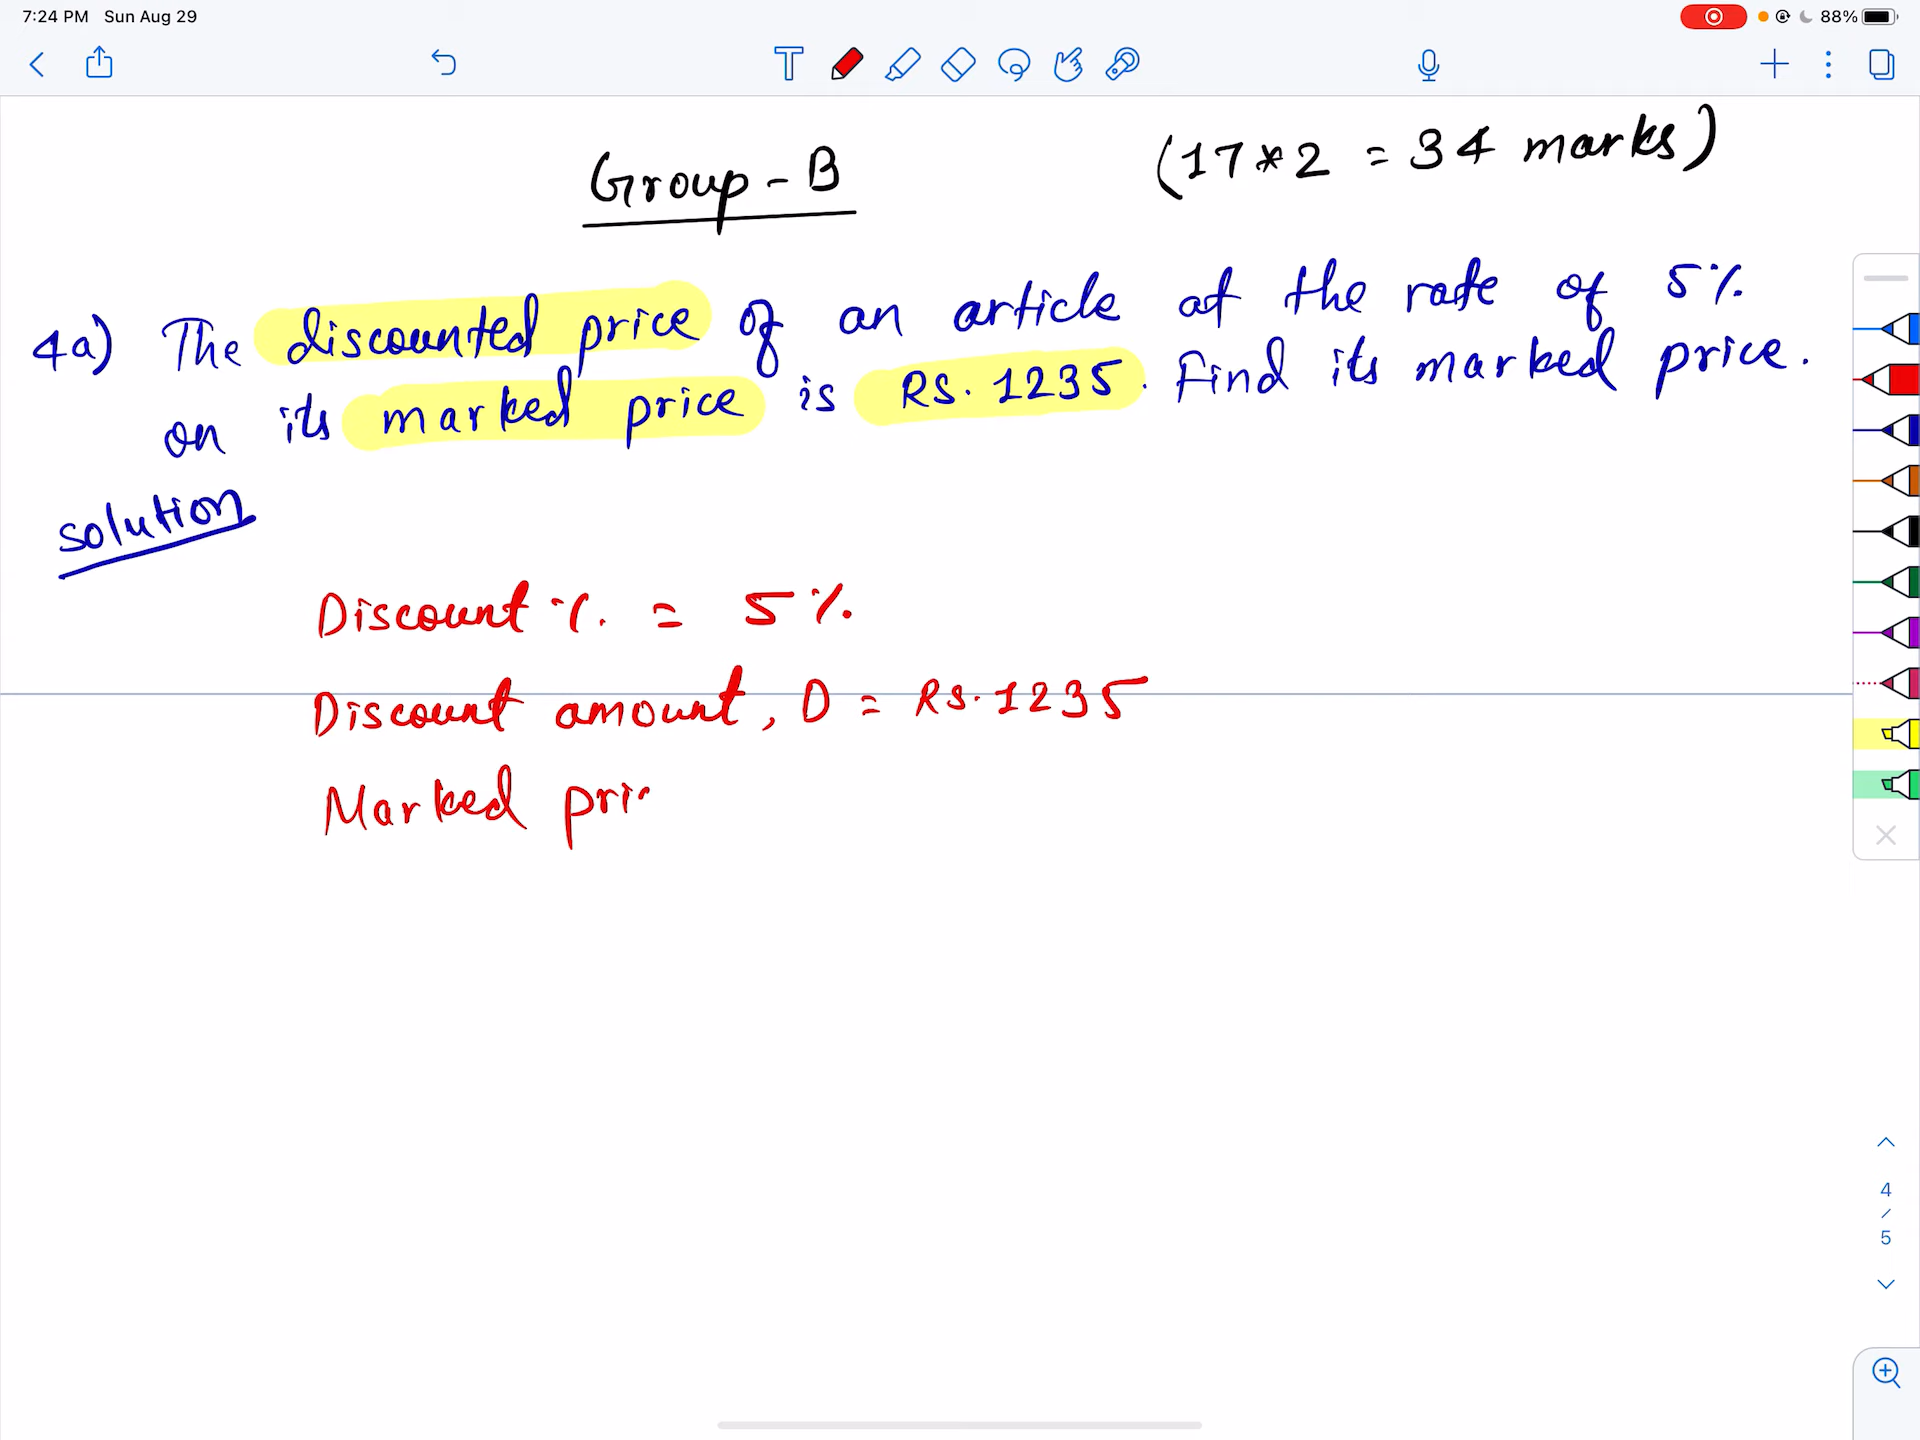 7:24 PM Sun Aug 29
88%
Group - B
(17*2 = 34 marks)
4a) The discounted price of an article at the rate of 5%
on its marked price is RS. 1235. Find its marked price.
solution
Discount %. = 5 %.
Discount amount, D = RS. 1235
Marked pri
4
/
5